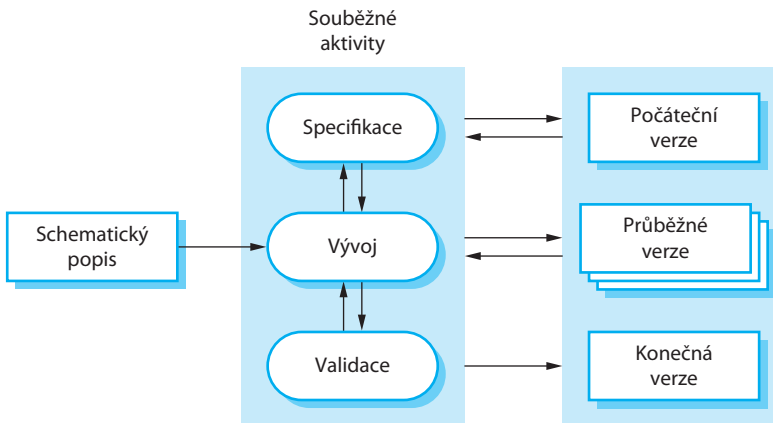 Souběžné
aktivity
Specifikace
Počáteční
verze
Schematický
popis
Vývoj
Průběžné
verze
Validace
Konečná
verze